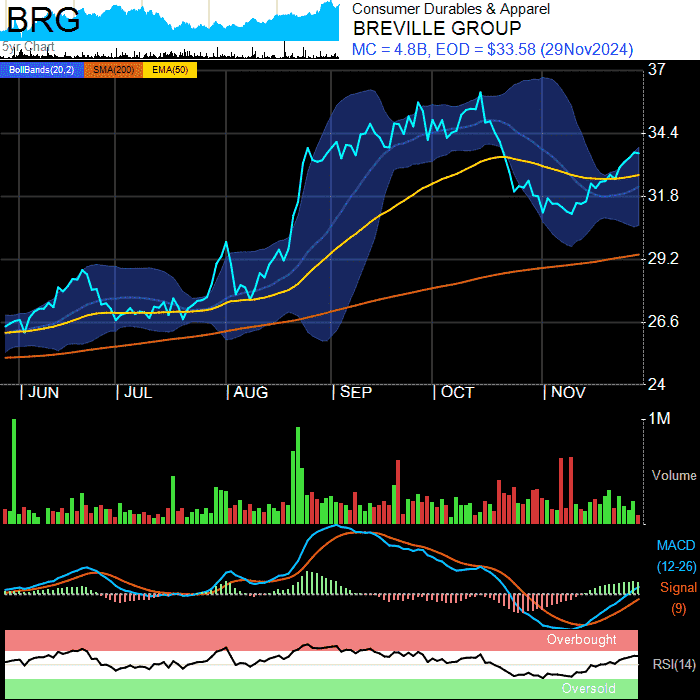 BRG
5yr Chart
Consumer Durables & Apparel
BREVILLE GROUP
MC = 4.8B, EOD = $33.58 (29Nov2024)
BollBands(20,2) SMA(200) EMA(50)
37
34.4
31.8
29.2
26.6
24
JUN JUL AUG SEP OCT NOV
1M
Volume
MACD
(12-26)
Signal
(9)
Overbought
RSI(14)
Oversold